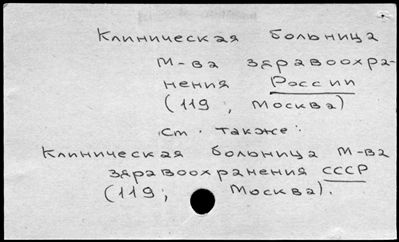 Клиническая больница
М-ва здравоохра-
нения России
(119, Москва)
см. также:
Клиническая больница М-ва
здравоохранения СССР
(119; Москва).